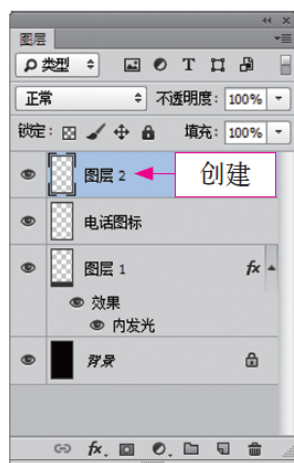 图层
类型
T
正常 不透明度: 100%
锁定: 填充: 100%
图层 2 创建
电话图标
图层 1 fx
效果
内发光
背景
fx.